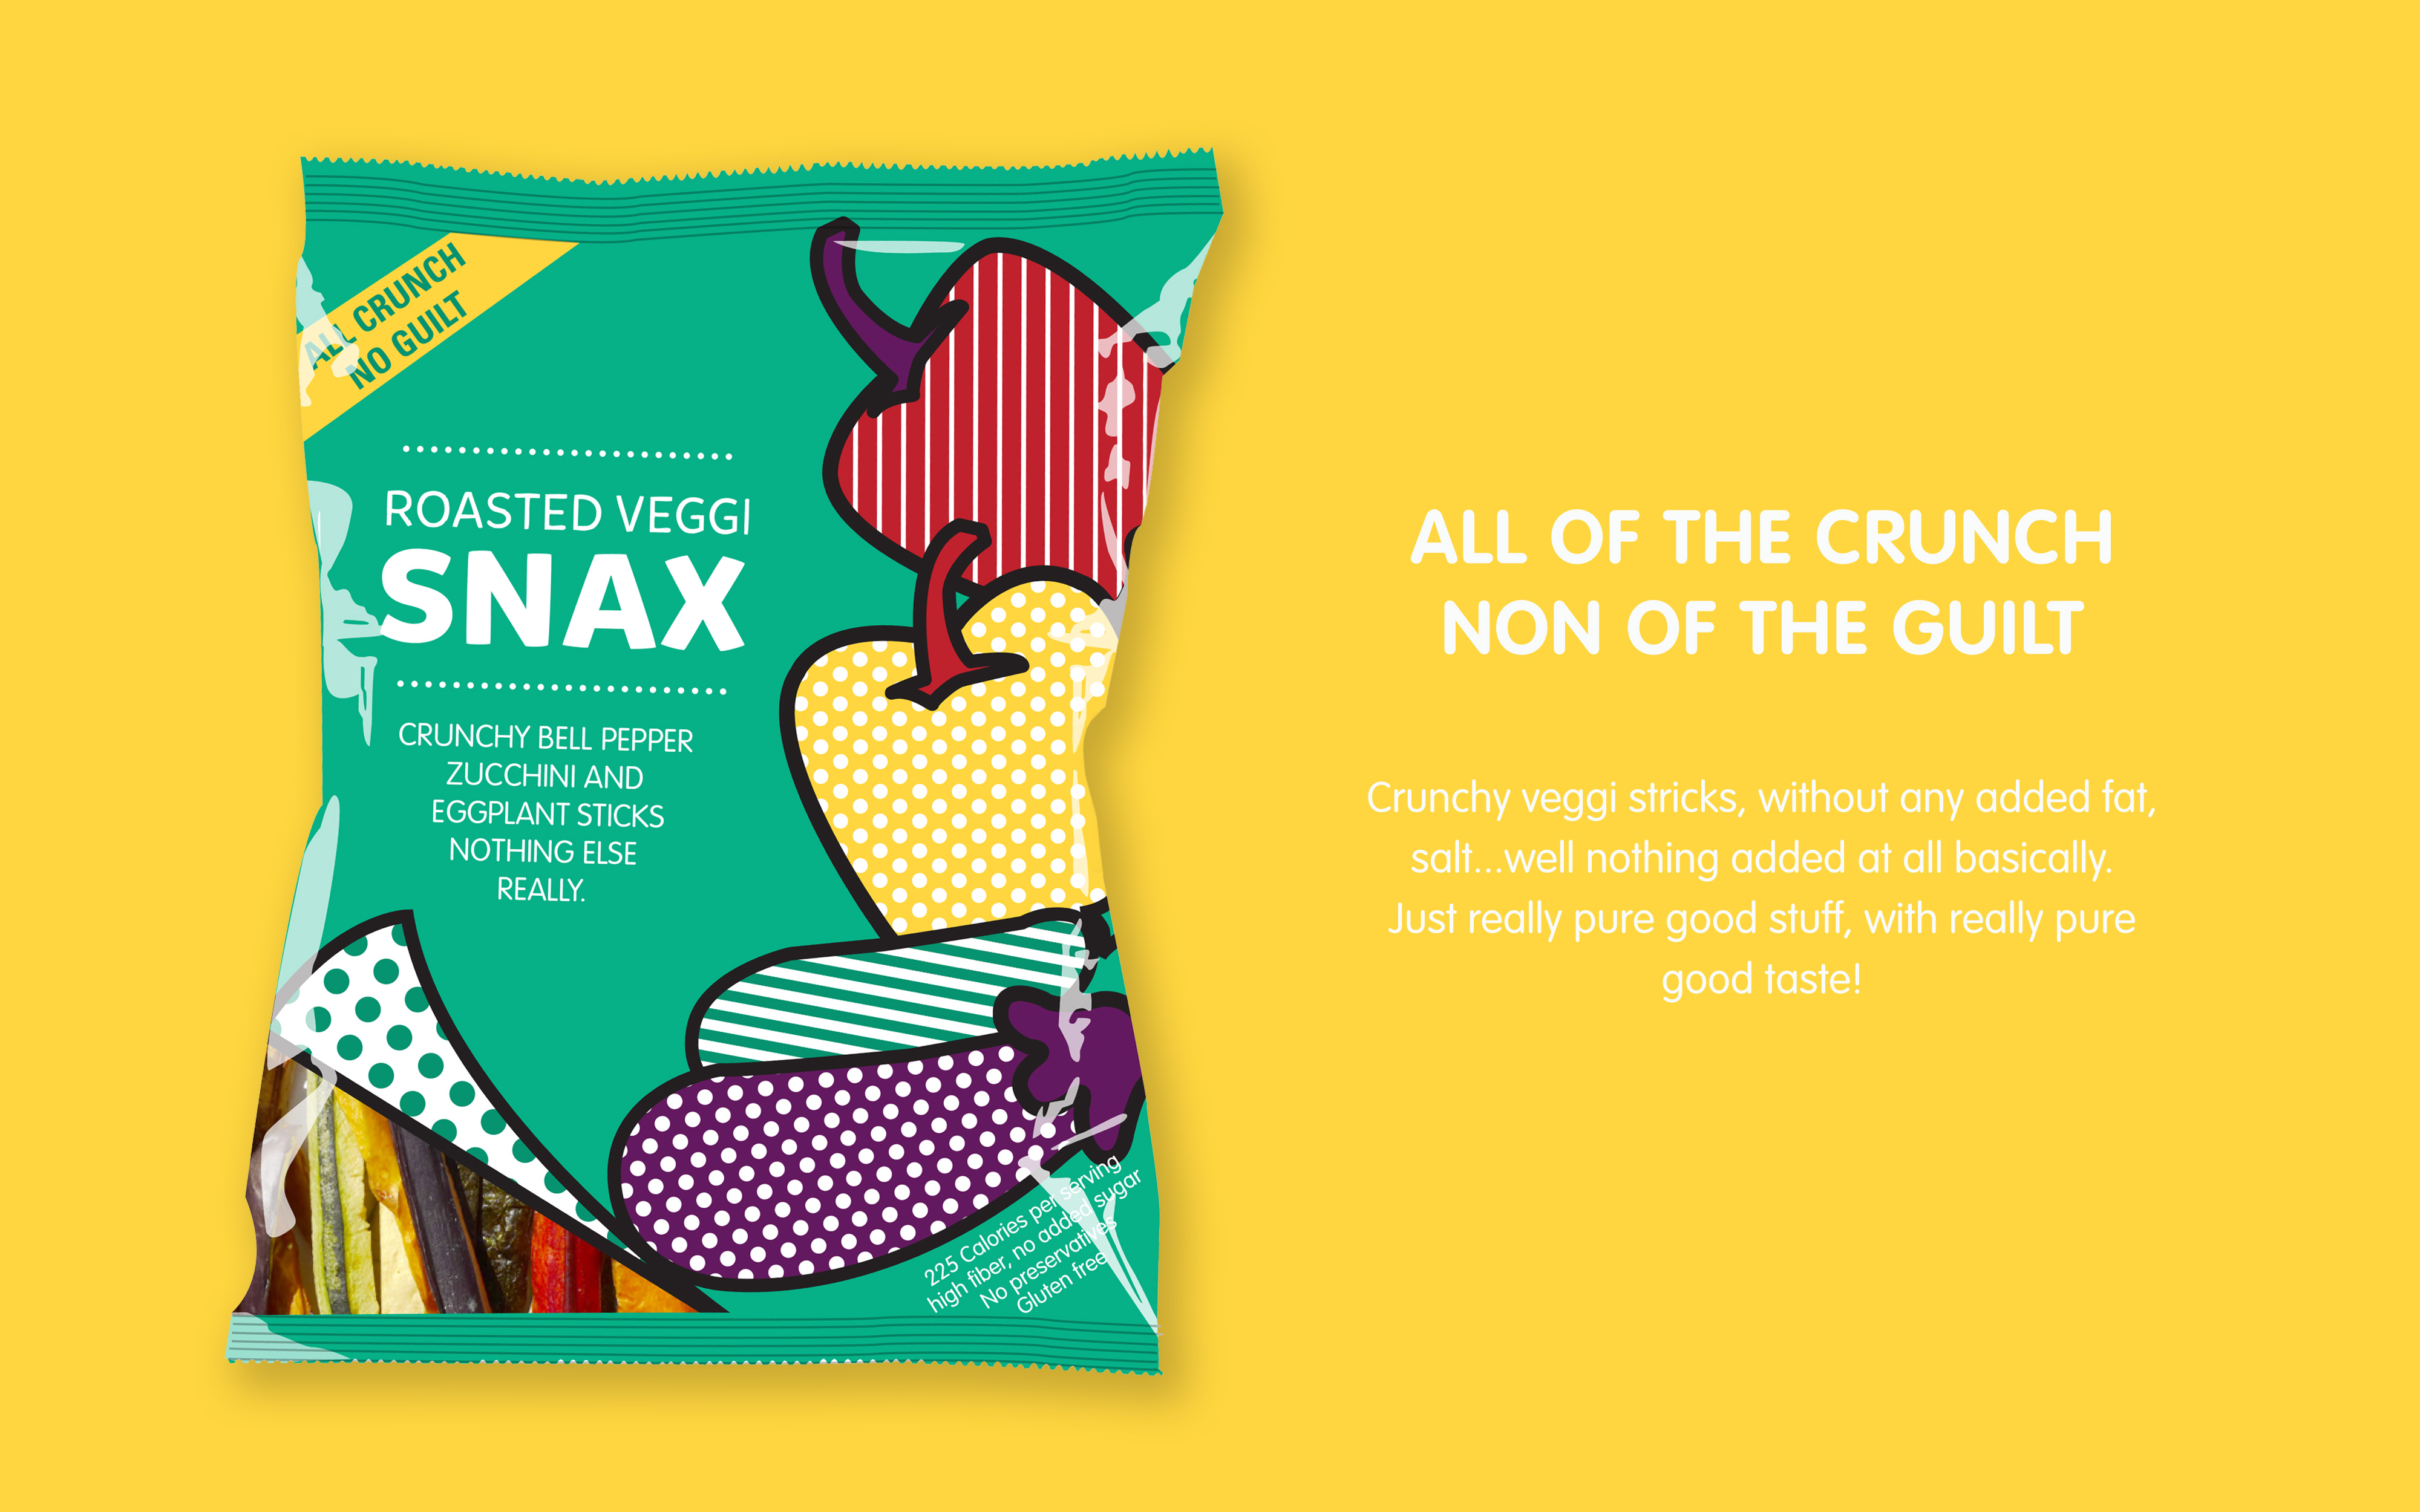 ALL CRUNCH
NO GUILT
ROASTED VEGGI
SNAX
CRUNCHY BELL PEPPER
ZUCCHINI AND
EGGPLANT STICKS
NOTHING ELSE
REALLY.
225 Calories per serving
high fiber, no added sugar
No preservatives
Gluten free
ALL OF THE CRUNCH
NON OF THE GUILT
Crunchy veggi stricks, without any added fat,
salt...well nothing added at all basically.
Just really pure good stuff, with really pure
good taste!